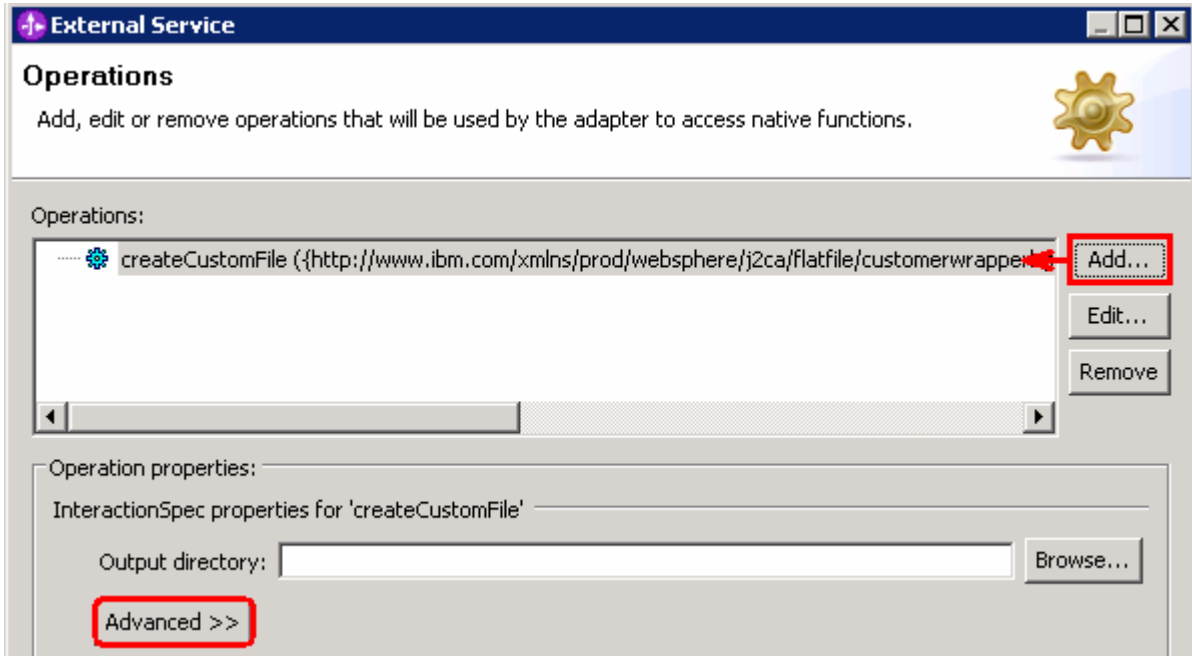 External Service
Operations
Add, edit or remove operations that will be used by the adapter to access native functions.
Operations:
createCustomFile ({http://www.ibm.com/xmlns/prod/websphere/j2ca/flatfile/customerwrapper
Add...
Edit...
Remove
Operation properties:
InteractionSpec properties for 'createCustomFile'
Output directory:
Browse...
Advanced >>